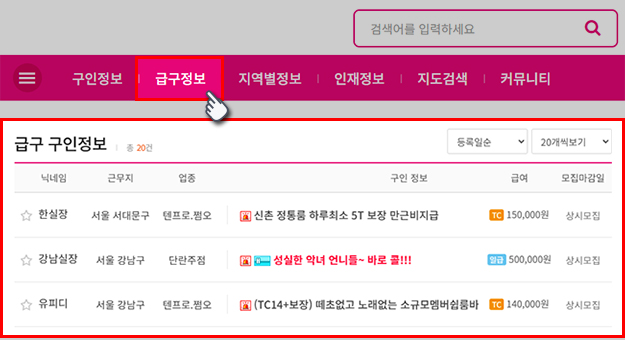 검색어를 입력하세요
구인정보 | 급구정보 | 지역별정보 | 인재정보 | 지도검색 | 커뮤니티
급구 구인정보 | 총 20건 등록일순 20개씩보기
닉네임 근무지 업종 구인 정보 급여 모집마감일
한실장 서울 서대문구 텐프로.쩜오 신촌 정통룸 하루최소 5T 보장 만근비지급 TC 150,000원 상시모집
강남실장 서울 강남구 단란주점 성실한 악녀 언니들~ 바로 콜!!! 일급 500,000원 상시모집
유피디 서울 강남구 텐프로.쩜오 (TC14+보장) 떼초없고 노래없는 소규모멤버쉽룸바 TC 140,000원 상시모집